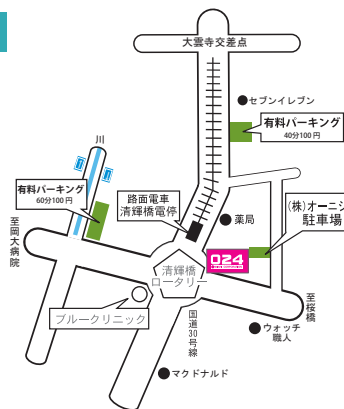 大雲寺交差点
セブンイレブン
有料パーキング
40分100円
川
有料パーキング
60分100円
路面電車
清輝橋電停
薬局
(株)オーニシ
駐車場
至岡大病院
024
清輝橋
ロータリー
至桜橋
ブルークリニック
国道30号線
ウォッチ
職人
マクドナルド